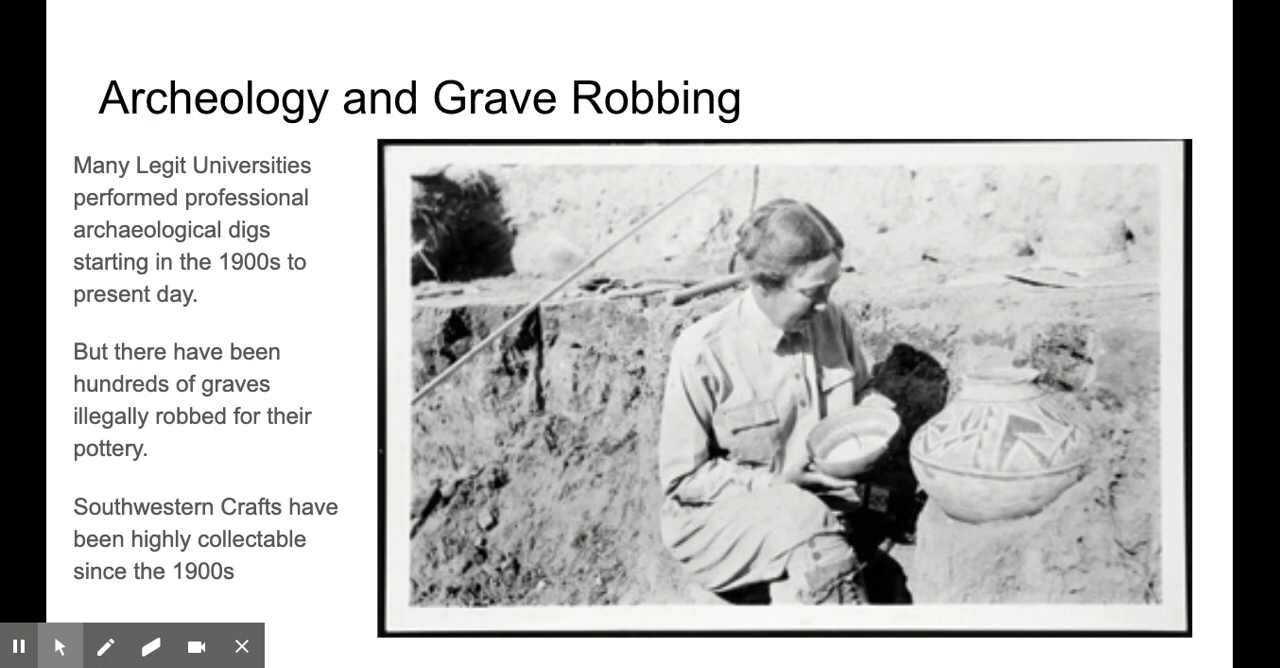 Archeology and Grave Robbing
Many Legit Universities
performed professional
archaeological digs
starting in the 1900s to
present day.
But there have been
hundreds of graves
illegally robbed for their
pottery.
Southwestern Crafts have
been highly collectable
since the 1900s